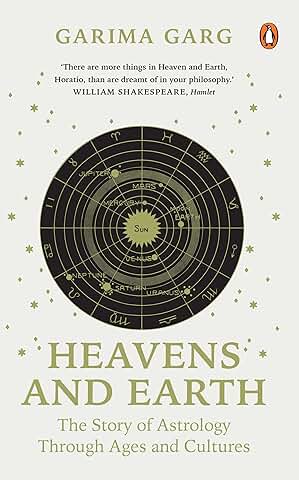 GARIMA GARG
‘There are more things in Heaven and Earth,
Horatio, than are dreamt of in your philosophy.’
WILLIAM SHAKESPEARE, Hamlet
JUPITER
MARS
MERCURY
MOON
EARTH
SUN
VENUS
NEPTUNE
SATURN
URANUS
HEAVENS
AND EARTH
The Story of Astrology
Through Ages and Cultures